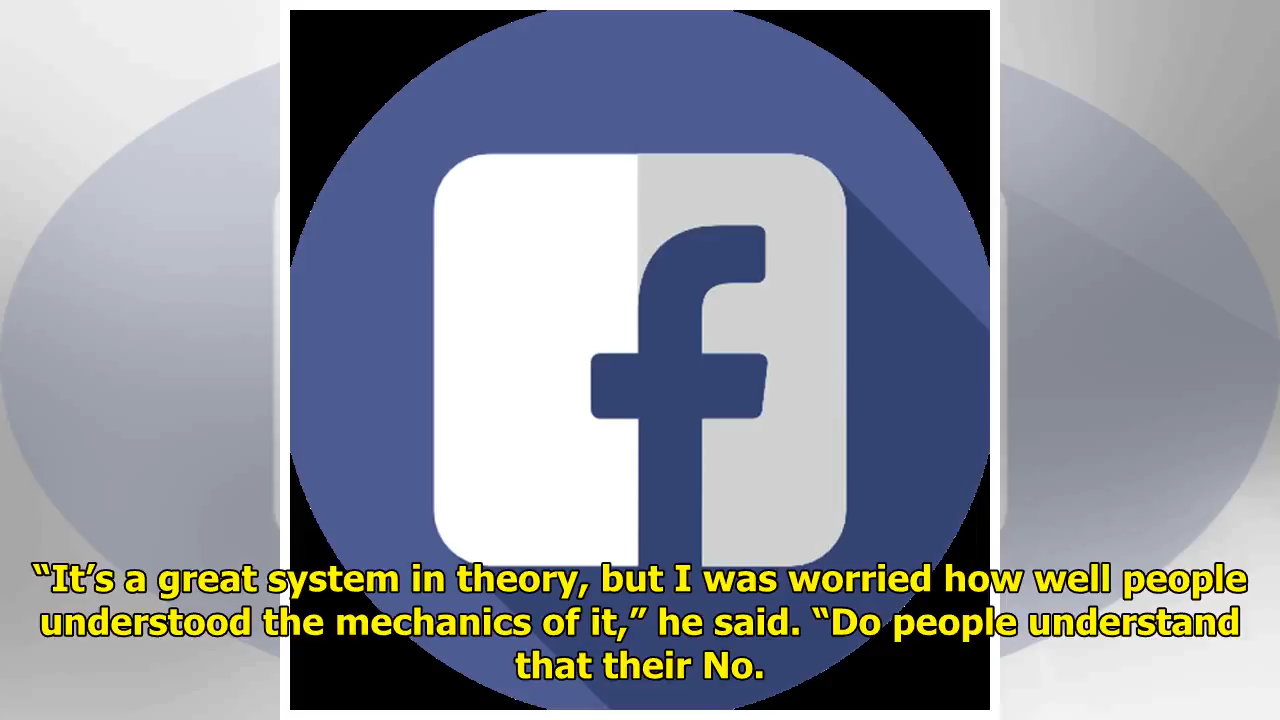 f
“It’s a great system in theory, but I was worried how well people
understood the mechanics of it,” he said. “Do people understand
that their No.